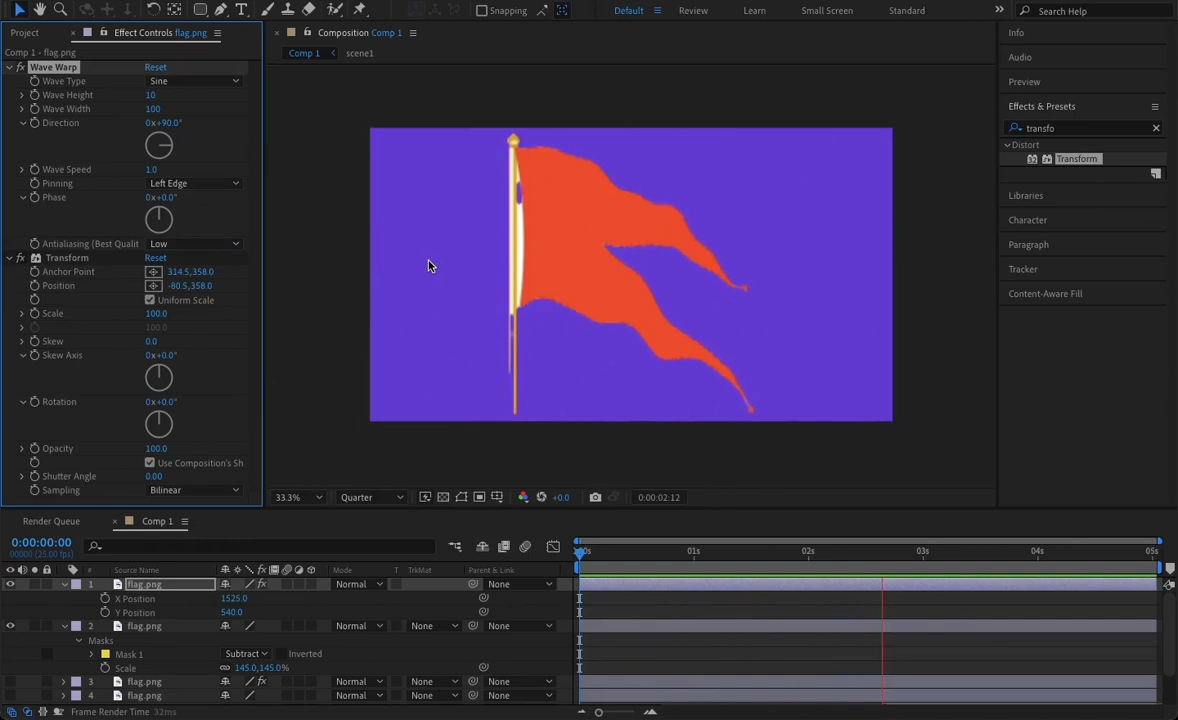 Snapping
Default
Review
Learn
Small Screen
Standard
Search Help
Project
Effect Controls flag.png
Composition Comp 1
Info
Comp 1 • flag.png
Comp 1
scene1
Audio
Wave Warp
Reset
Wave Type
Sine
Preview
Wave Height
10
Wave Width
100
Effects & Presets
Direction
0x+90.0°
transfo
Distort
Transform
Wave Speed
1.0
Pinning
Left Edge
Phase
0x+0.0°
Libraries
Character
Antialiasing (Best Qualit
Low
Paragraph
Transform
Reset
Anchor Point
314.5,358.0
Tracker
Position
-80.5,358.0
Content-Aware Fill
Uniform Scale
Scale
100.0
100.0
Skew
0.0
Skew Axis
0x+0.0°
Rotation
0x+0.0°
Opacity
100.0
Use Composition's Sh
Shutter Angle
0.00
Sampling
Bilinear
33.3%
Quarter
+0.0
0:00:02:12
Render Queue
Comp 1
0:00:00:00
00000 (25.00 fps)
01s
02s
03s
04s
05s
#
Source Name
Mode
T
TrkMat
Parent & Link
1
flag.png
Normal
None
X Position
1525.0
Y Position
540.0
2
flag.png
Normal
None
None
Masks
Mask 1
Subtract
Inverted
Scale
145.0,145.0%
3
flag.png
Normal
None
None
4
flag.png
Normal
None
None
Frame Render Time 32ms